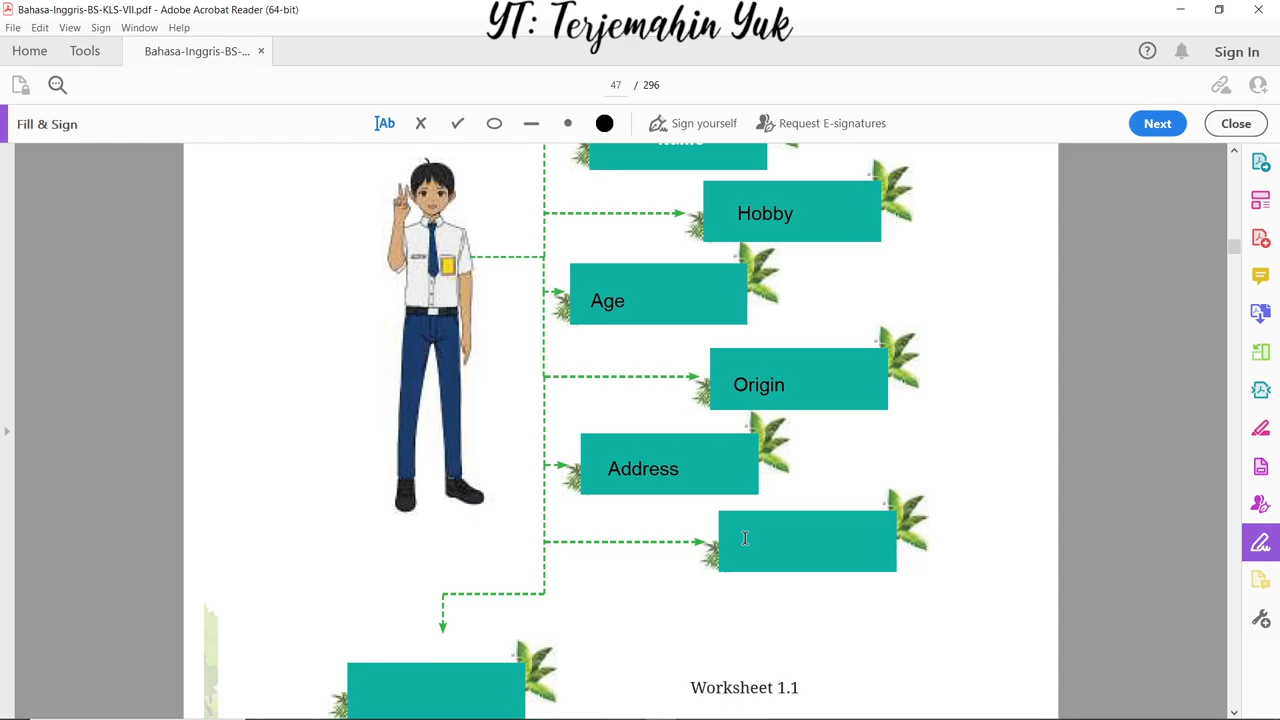 Bahasa-Inggris-BS-KLS-VII.pdf - Adobe Acrobat Reader (64-bit)
YT: Terjemahin Yuk
File Edit View Sign Window Help
Home Tools Bahasa-Inggris-BS-... × Sign In
47 / 296
Fill & Sign Ab Sign yourself Request E-signatures Next Close
Name
Hobby
Age
Origin
Address
Worksheet 1.1